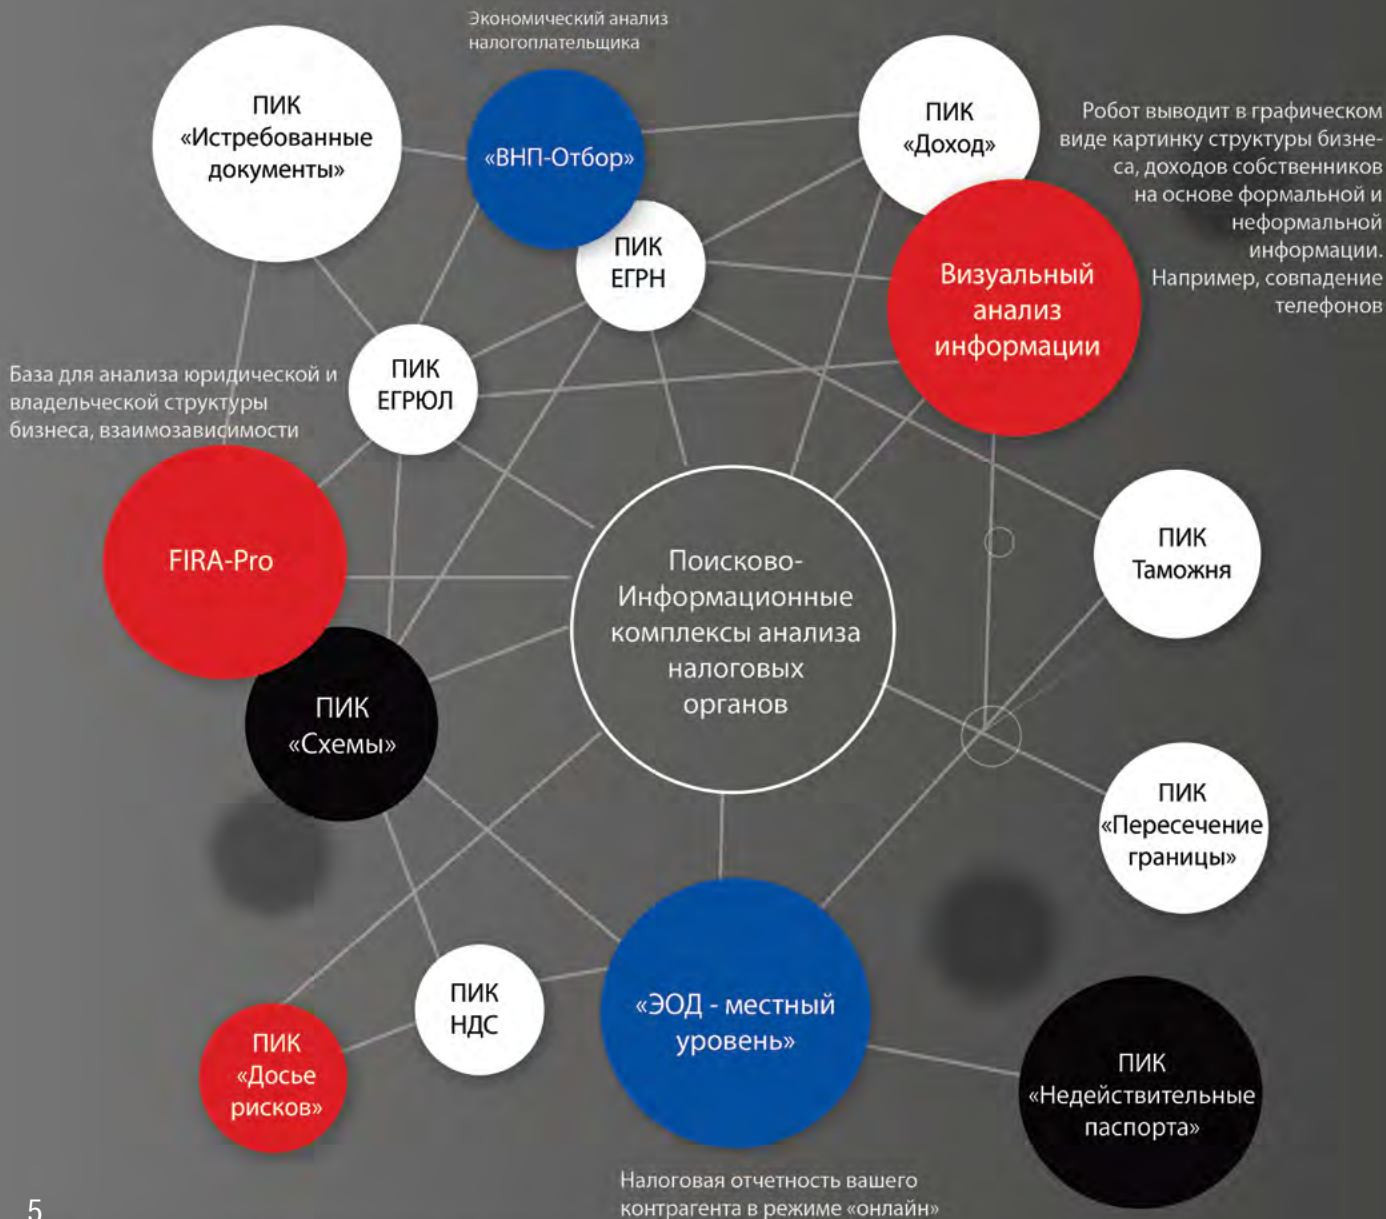 Экономический анализ
налогоплательщика
ПИК
«Истребованные
документы»
«ВНП-Отбор»
ПИК
«Доход»
Робот выводит в графическом
виде картинку структуры бизне-
са, доходов собственников
на основе формальной и
неформальной
информации.
Например, совпадение
телефонов
ПИК
ЕГРН
Визуальный
анализ
информации
База для анализа юридической и
владельческой структуры
бизнеса, взаимозависимости
ПИК
ЕГРЮЛ
FIRA-Pro
Поисково-
Информационные
комплексы анализа
налоговых
органов
ПИК
Таможня
ПИК
«Схемы»
ПИК
«Пересечение
границы»
ПИК
НДС
«ЭОД - местный
уровень»
ПИК
«Досье
рисков»
ПИК
«Недействительные
паспорта»
Налоговая отчетность вашего
контрагента в режиме «онлайн»
5